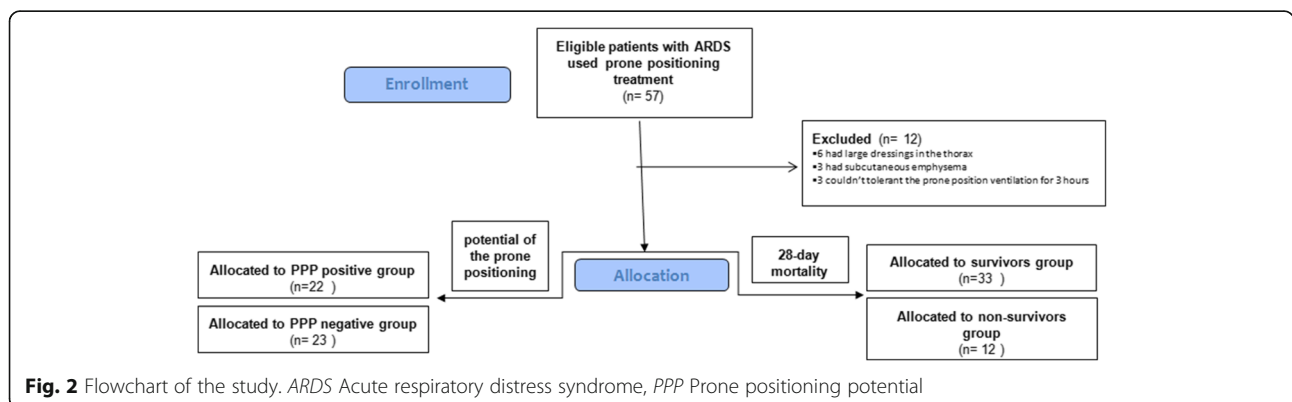 Eligible patients with ARDS
used prone positioning
treatment
(n= 57)
Enrollment
Excluded (n= 12)
•6 had large dressings in the thorax
•3 had subcutaneous emphysema
•3 couldn't tolerant the prone position ventilation for 3 hours
potential of
the prone
positioning
28-day
mortality
Allocated to PPP positive group
(n=22 )
Allocation
Allocated to survivors group
(n=33 )
Allocated to PPP negative group
(n= 23 )
Allocated to non-survivors
group
(n= 12 )
Fig. 2 Flowchart of the study. ARDS Acute respiratory distress syndrome, PPP Prone positioning potential